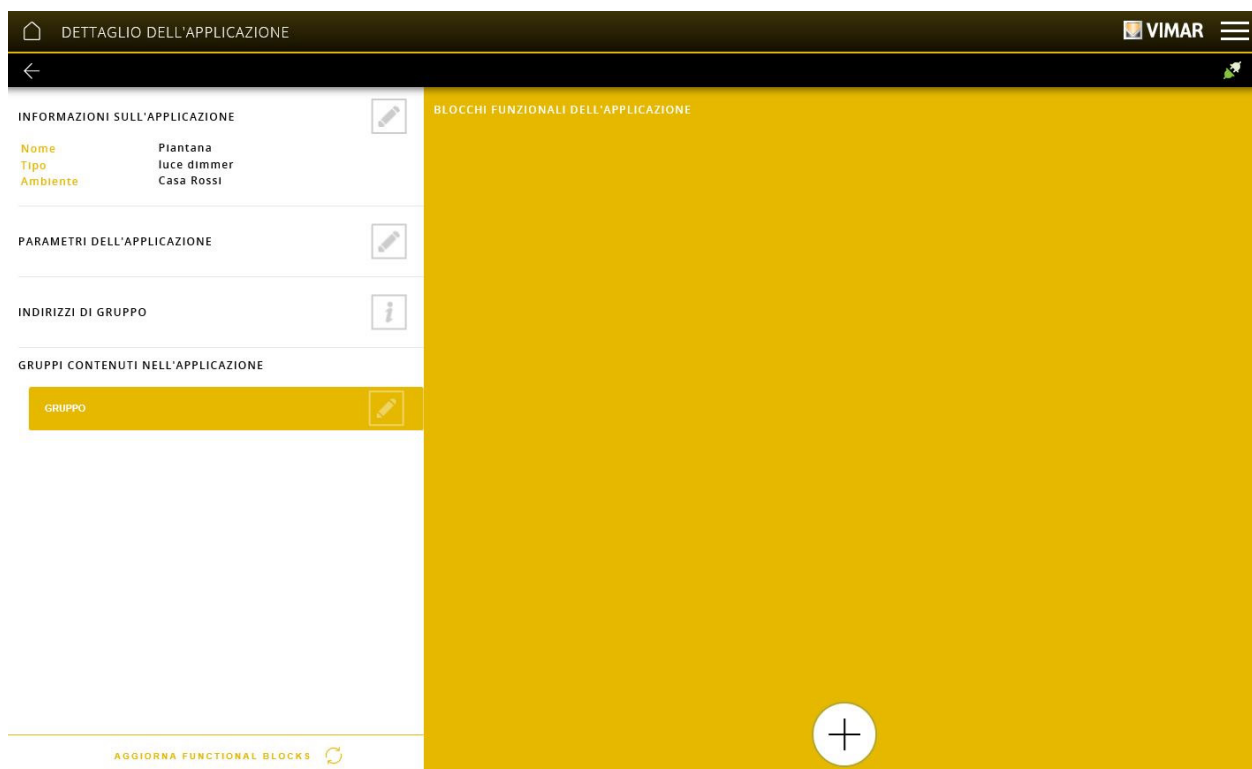 DETTAGLIO DELL'APPLICAZIONE
VIMAR
INFORMAZIONI SULL'APPLICAZIONE
Nome Piantana
Tipo luce dimmer
Ambiente Casa Rossi
PARAMETRI DELL'APPLICAZIONE
INDIRIZZI DI GRUPPO
i
GRUPPI CONTENUTI NELL'APPLICAZIONE
GRUPPO
AGGIORNA FUNCTIONAL BLOCKS
BLOCCHI FUNZIONALI DELL'APPLICAZIONE